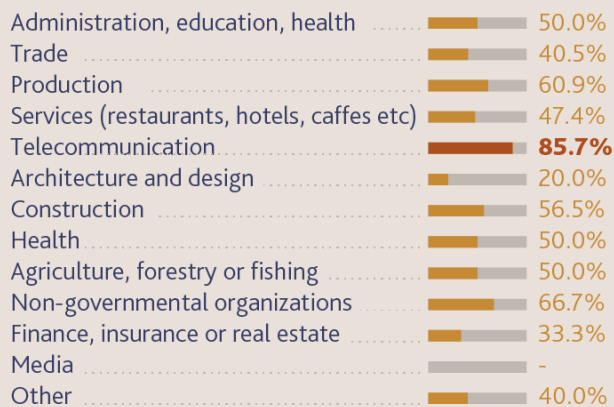 Administration, education, health 50.0%
Trade 40.5%
Production 60.9%
Services (restaurants, hotels, caffes etc) 47.4%
Telecommunication 85.7%
Architecture and design 20.0%
Construction 56.5%
Health 50.0%
Agriculture, forestry or fishing 50.0%
Non-governmental organizations 66.7%
Finance, insurance or real estate 33.3%
Media -
Other 40.0%